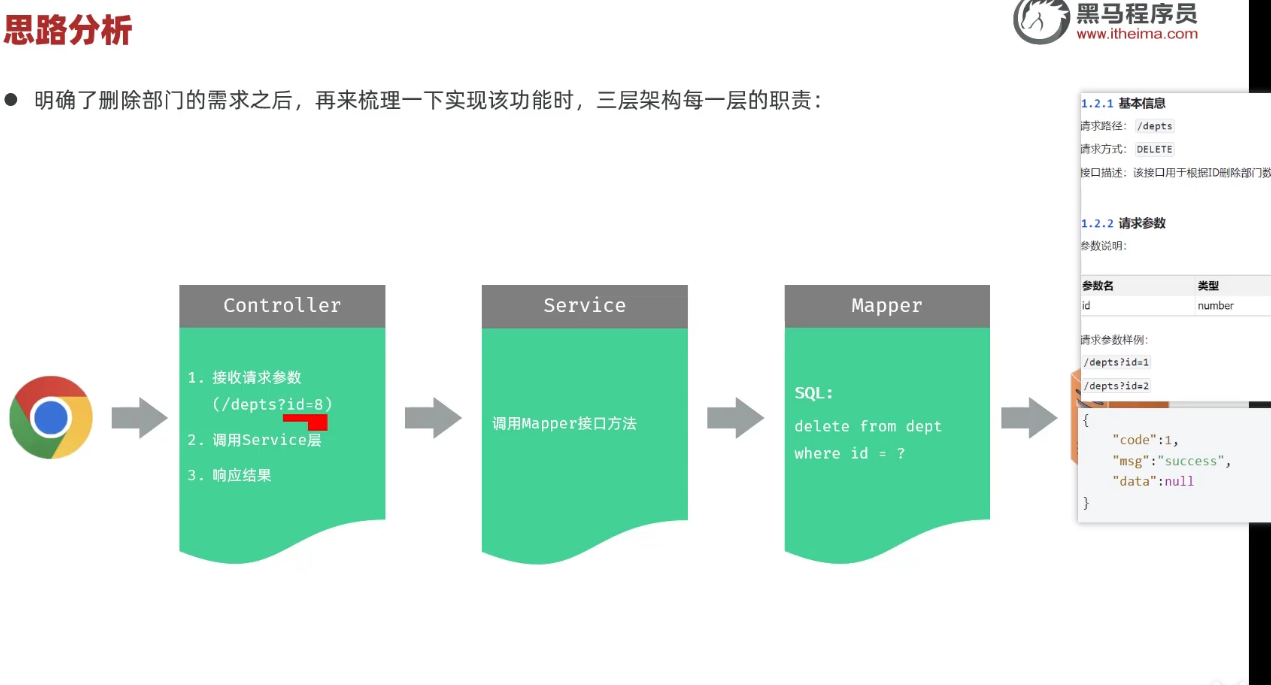 思路分析
黑马程序员
www.itheima.com
● 明确了删除部门的需求之后，再来梳理一下实现该功能时，三层架构每一层的职责：
Controller
1. 接收请求参数
(/depts?id=8)
2. 调用Service层
3. 响应结果
Service
调用Mapper接口方法
Mapper
SQL:
delete from dept
where id = ?
1.2.1 基本信息
请求路径： /depts
请求方式： DELETE
接口描述：该接口用于根据ID删除部门数
1.2.2 请求参数
参数说明：
参数名 类型
id number
请求参数样例：
/depts?id=1
/depts?id=2
{
"code":1,
"msg":"success",
"data":null
}